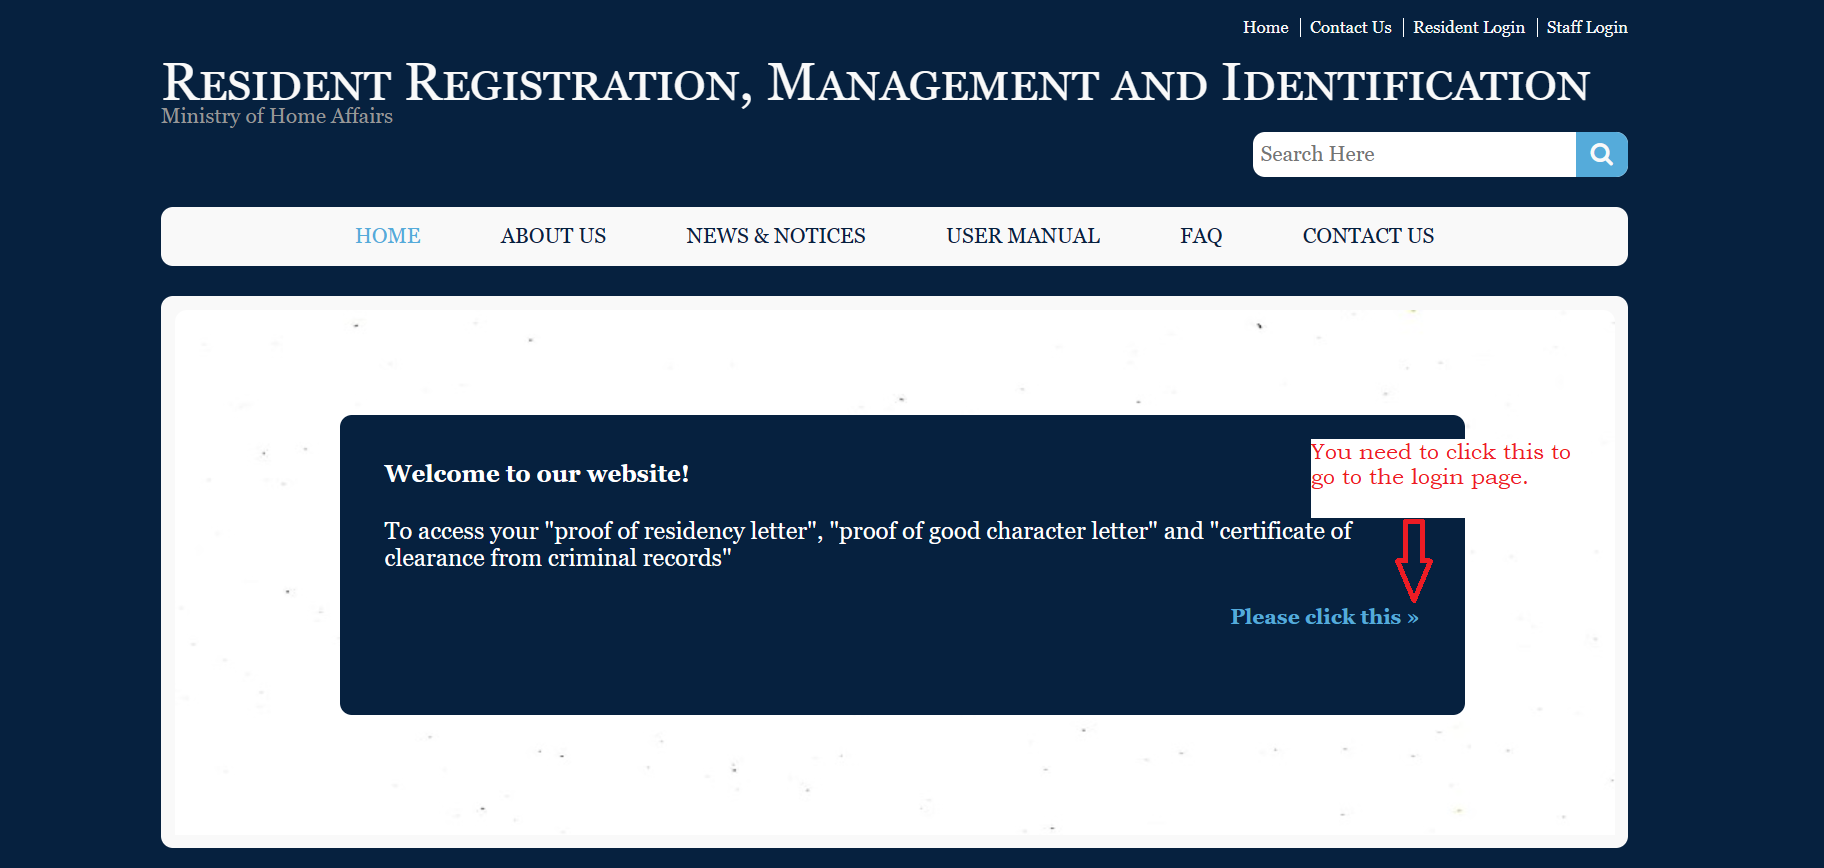 Home Contact Us Resident Login Staff Login
Resident Registration, Management and Identification
Ministry of Home Affairs
Search Here
HOME ABOUT US NEWS & NOTICES USER MANUAL FAQ CONTACT US
You need to click this to
go to the login page.
Welcome to our website!
To access your "proof of residency letter", "proof of good character letter" and "certificate of
clearance from criminal records"
Please click this »